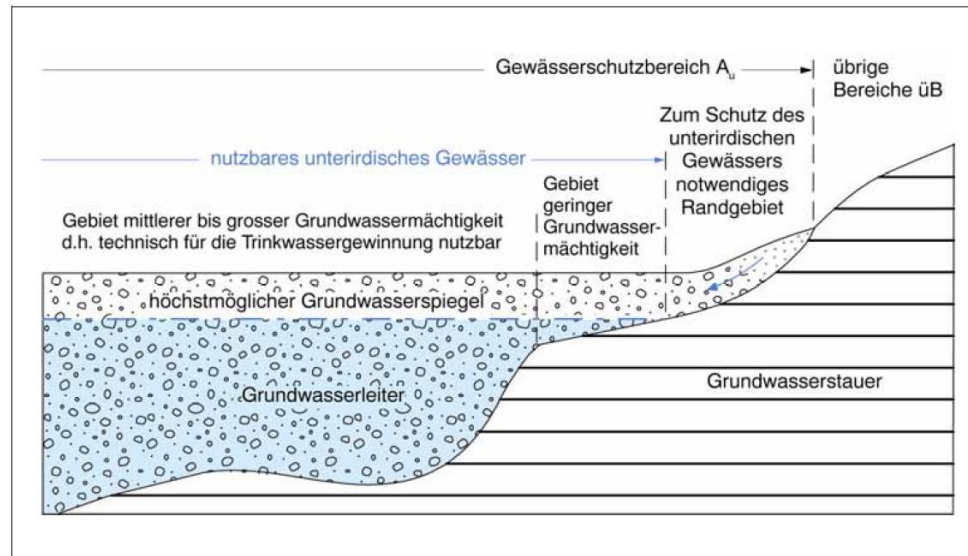 Gewässerschutzbereich Au
übrige
Bereiche üB
Zum Schutz des
unterirdischen
Gewässers
notwendiges
Randgebiet
nutzbares unterirdisches Gewässer
Gebiet
geringer
Grundwasser-
mächtigkeit
Gebiet mittlerer bis grosser Grundwassermächtigkeit
d.h. technisch für die Trinkwassergewinnung nutzbar
höchstmöglicher Grundwasserspiegel
Grundwasserleiter
Grundwasserstauer